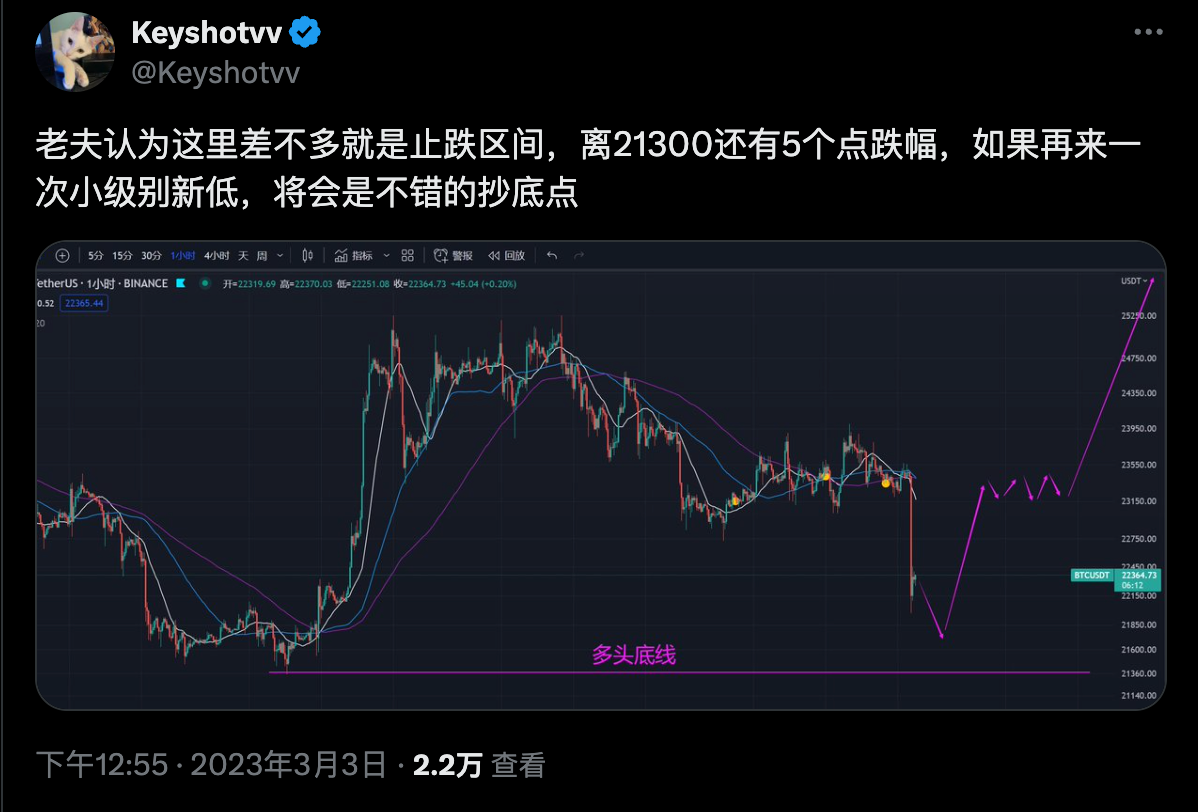 Keyshotvv
@Keyshotvv
老夫认为这里差不多就是止跌区间，离21300还有5个点跌幅，如果再来一
次小级别新低，将会是不错的抄底点
5分 15分 30分 1小时 4小时 天 周 指标 警报 回放
etherUS · 1小时 · BINANCE 开=22319.69 高=22370.03 低=22251.08 收=22364.73 +45.04 (+0.20%)
USDT
0.52 22365.44
20
25250.00
24750.00
24350.00
23950.00
23550.00
23150.00
22750.00
22450.00
BTCUSDT 22364.73
06:12
22150.00
21850.00
多头底线
21600.00
21360.00
21140.00
下午12:55 · 2023年3月3日 · 2.2万 查看